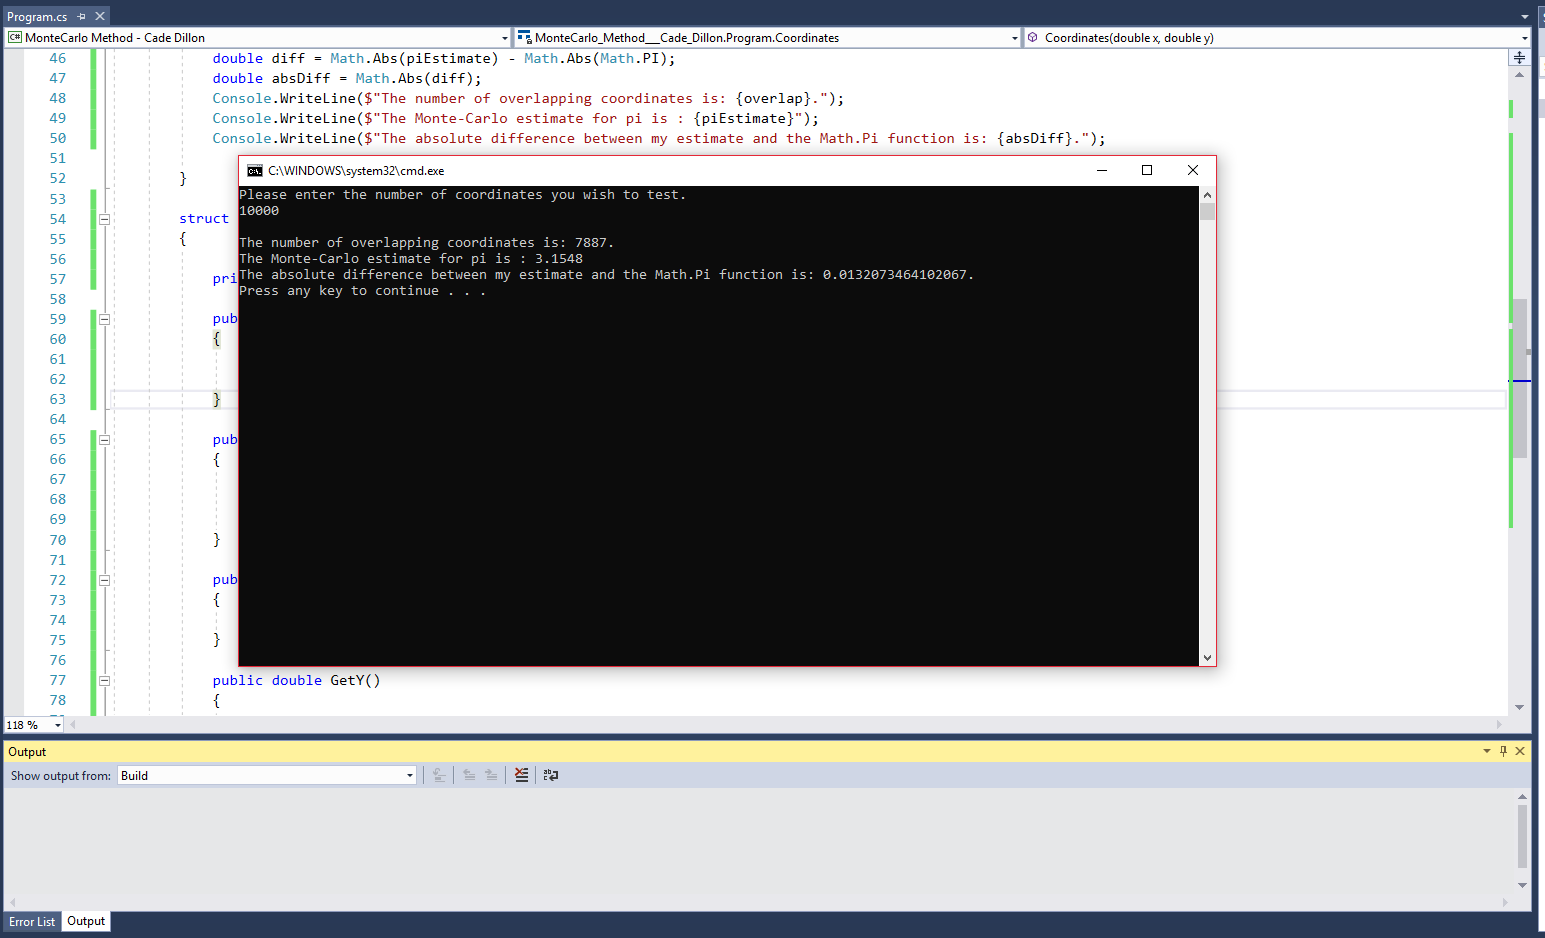 Program.cs
MonteCarlo Method - Cade Dillon
MonteCarlo_Method___Cade_Dillon.Program.Coordinates
Coordinates(double x, double y)
46 double diff = Math.Abs(piEstimate) - Math.Abs(Math.PI);
47 double absDiff = Math.Abs(diff);
48 Console.WriteLine($"The number of overlapping coordinates is: {overlap}.");
49 Console.WriteLine($"The Monte-Carlo estimate for pi is : {piEstimate}");
50 Console.WriteLine($"The absolute difference between my estimate and the Math.Pi function is: {absDiff}.");
51
52 }
53
54 struct
55 {
56
57 pri
58
59 pub
60 {
61
62
63 }
64
65 pub
66 {
67
68
69
70 }
71
72 pub
73 {
74
75 }
76
77 public double GetY()
78 {
C:\WINDOWS\system32\cmd.exe
Please enter the number of coordinates you wish to test.
10000
The number of overlapping coordinates is: 7887.
The Monte-Carlo estimate for pi is : 3.1548
The absolute difference between my estimate and the Math.Pi function is: 0.0132073464102067.
Press any key to continue . . .
118 %
Output
Show output from: Build
Error List Output